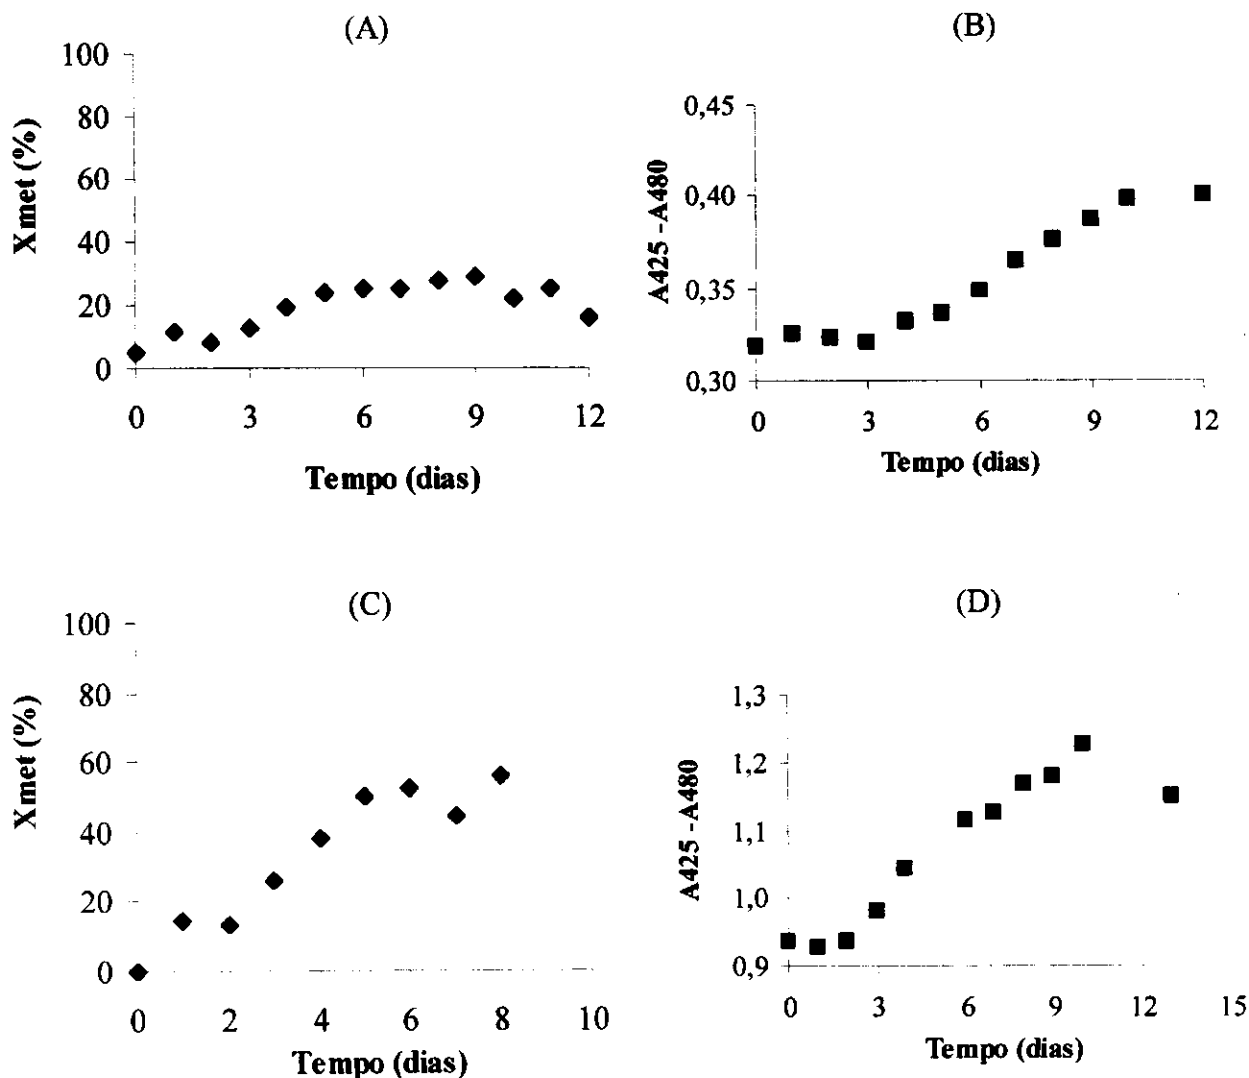 (A)
100
80
60
40
20
0
Xmet (%)
0 3 6 9 12
Tempo (dias)
(B)
0,45
0,40
0,35
0,30
A425 -A480
0 3 6 9 12
Tempo (dias)
(C)
100
80
60
40
20
0
Xmet (%)
0 2 4 6 8 10
Tempo (dias)
(D)
1,3
1,2
1,1
1,0
0,9
A425 -A480
0 3 6 9 12 15
Tempo (dias)